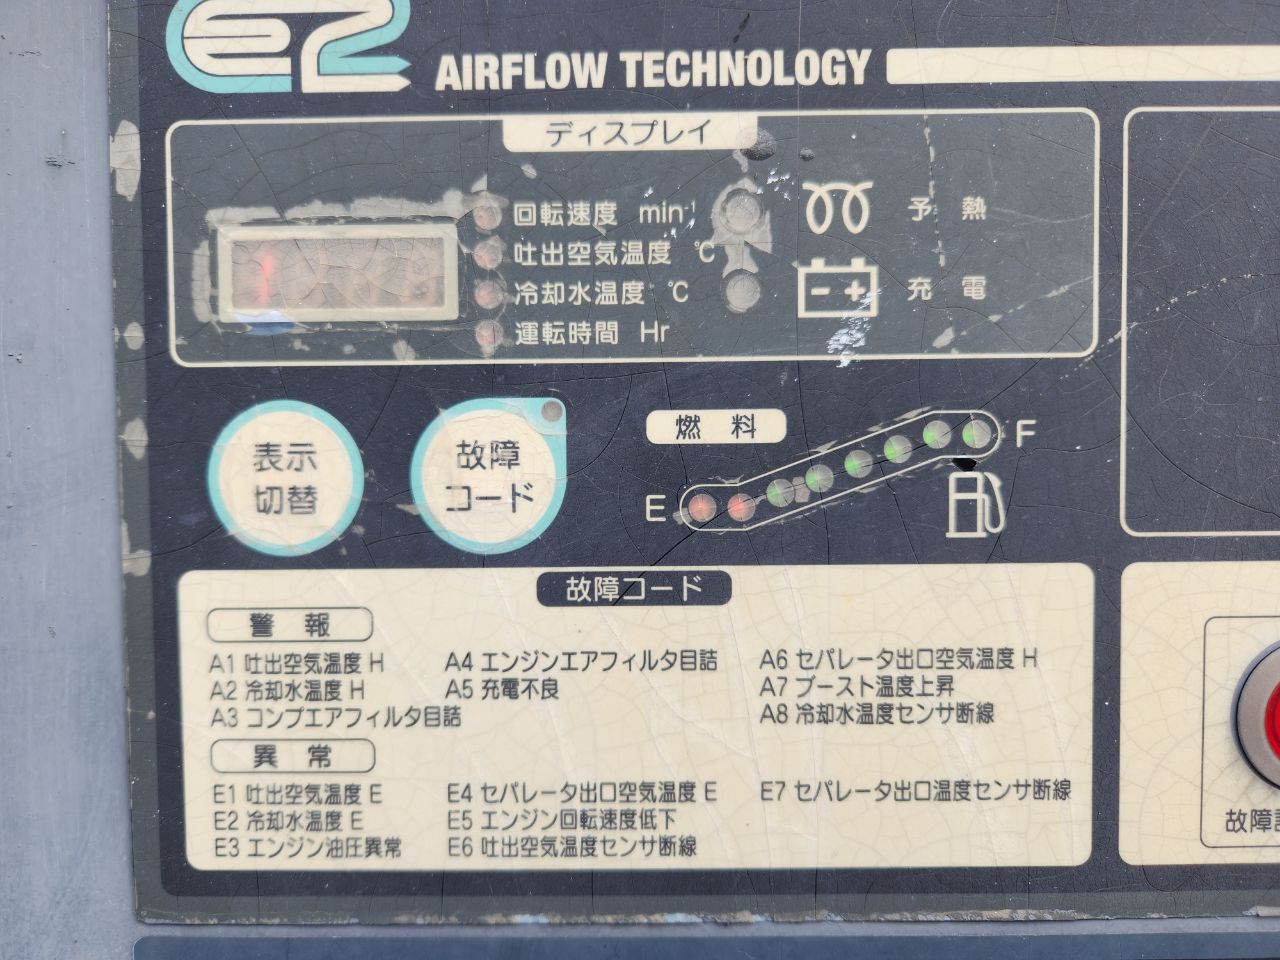 e2 AIRFLOW TECHNOLOGY
ディスプレイ
回転速度 min-1
吐出空気温度 ℃
冷却水温度 ℃
運転時間 Hr
予熱
充電
表示
切替
故障
コード
燃料
E
F
故障コード
警報
A1 吐出空気温度 H
A2 冷却水温度 H
A3 コンプエアフィルタ目詰
A4 エンジンエアフィルタ目詰
A5 充電不良
A6 セパレータ出口空気温度 H
A7 ブースト温度上昇
A8 冷却水温度センサ断線
異常
E1 吐出空気温度 E
E2 冷却水温度 E
E3 エンジン油圧異常
E4 セパレータ出口空気温度 E
E5 エンジン回転速度低下
E6 吐出空気温度センサ断線
E7 セパレータ出口温度センサ断線
故障